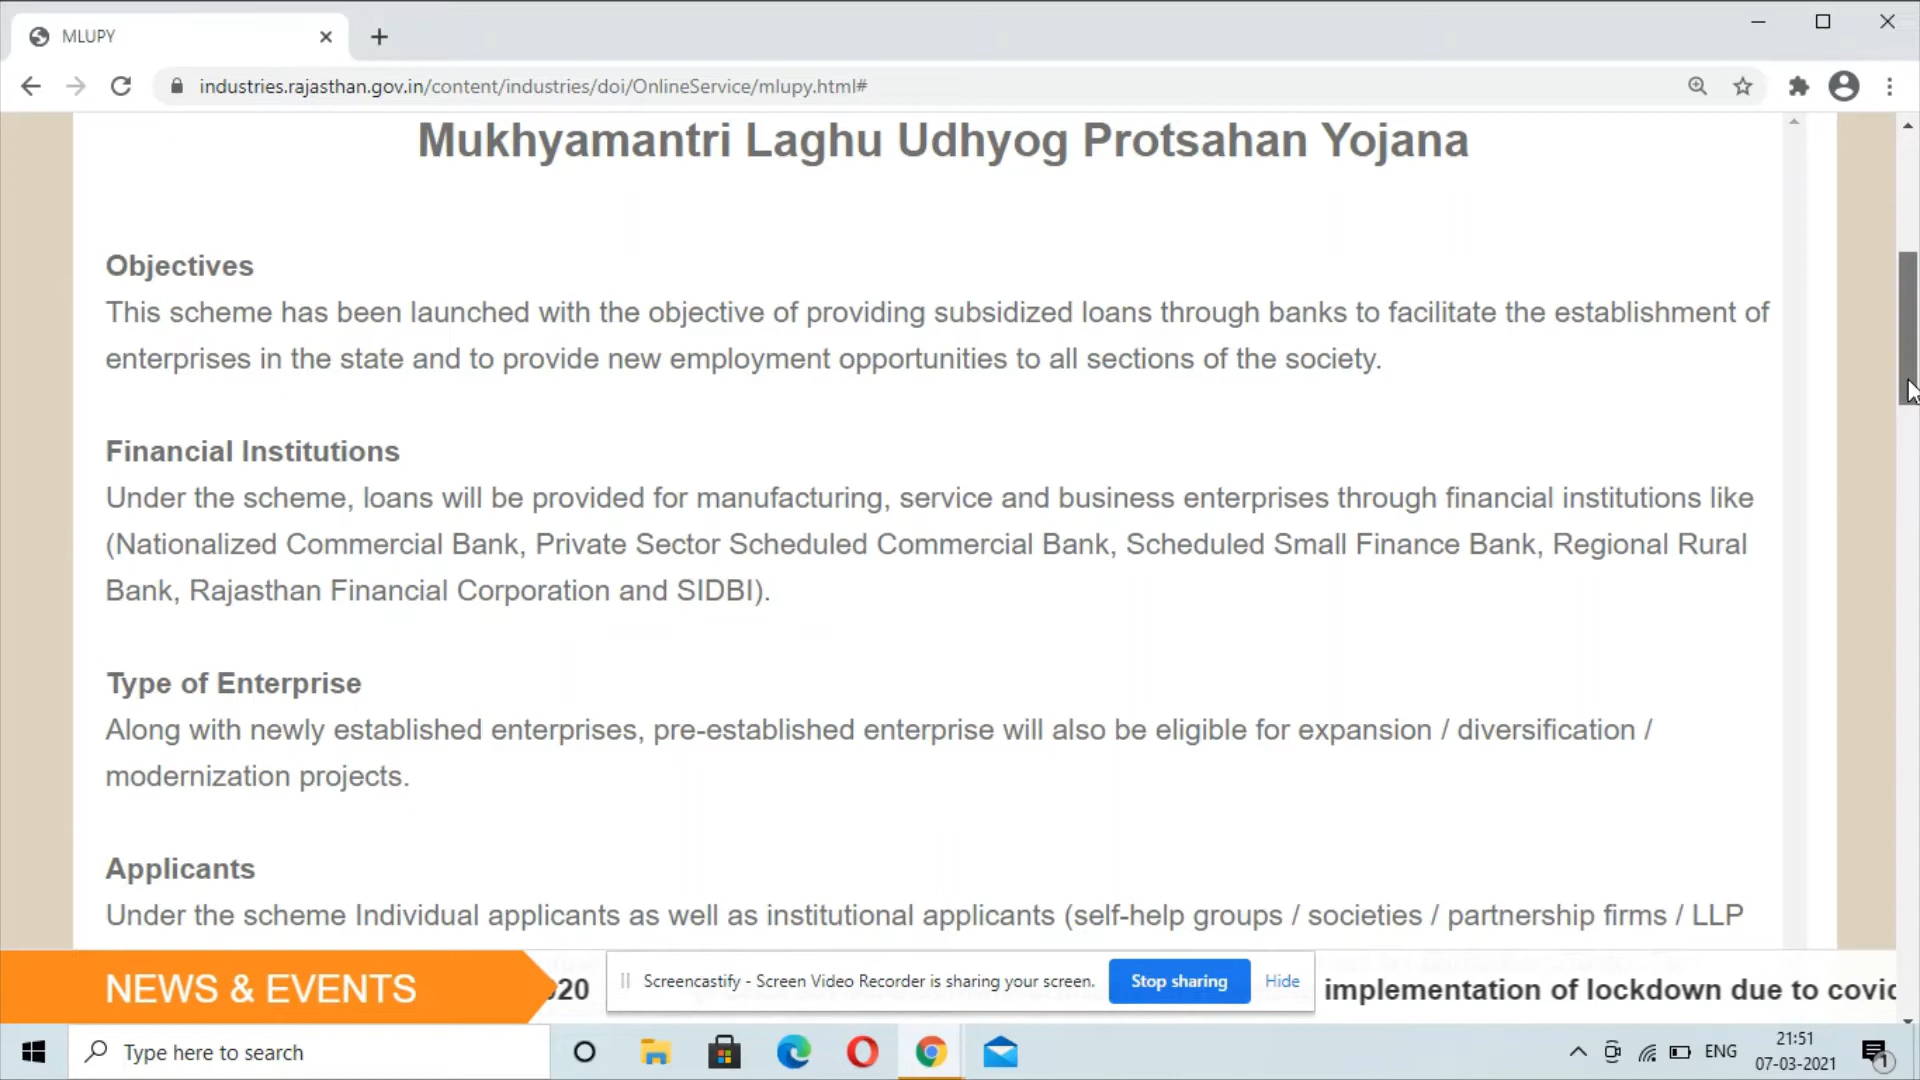 MLUPY
industries.rajasthan.gov.in/content/industries/doi/OnlineService/mlupy.html#
Mukhyamantri Laghu Udhyog Protsahan Yojana
Objectives
This scheme has been launched with the objective of providing subsidized loans through banks to facilitate the establishment of
enterprises in the state and to provide new employment opportunities to all sections of the society.
Financial Institutions
Under the scheme, loans will be provided for manufacturing, service and business enterprises through financial institutions like
(Nationalized Commercial Bank, Private Sector Scheduled Commercial Bank, Scheduled Small Finance Bank, Regional Rural
Bank, Rajasthan Financial Corporation and SIDBI).
Type of Enterprise
Along with newly established enterprises, pre-established enterprise will also be eligible for expansion / diversification /
modernization projects.
Applicants
Under the scheme Individual applicants as well as institutional applicants (self-help groups / societies / partnership firms / LLP
NEWS & EVENTS
020
Screencastify - Screen Video Recorder is sharing your screen.
Stop sharing
Hide
implementation of lockdown due to covid
Type here to search
ENG
21:51
07-03-2021
1